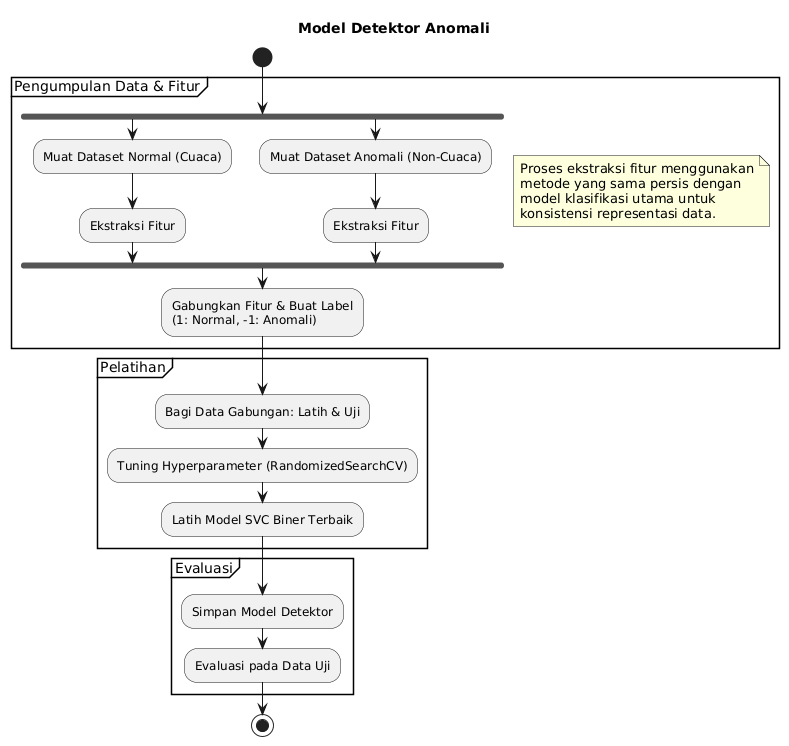 Model Detektor Anomali
Pengumpulan Data & Fitur
Muat Dataset Normal (Cuaca)
Muat Dataset Anomali (Non-Cuaca)
Proses ekstraksi fitur menggunakan
metode yang sama persis dengan
model klasifikasi utama untuk
konsistensi representasi data.
Ekstraksi Fitur
Ekstraksi Fitur
Gabungkan Fitur & Buat Label
(1: Normal, -1: Anomali)
Pelatihan
Bagi Data Gabungan: Latih & Uji
Tuning Hyperparameter (RandomizedSearchCV)
Latih Model SVC Biner Terbaik
Evaluasi
Simpan Model Detektor
Evaluasi pada Data Uji